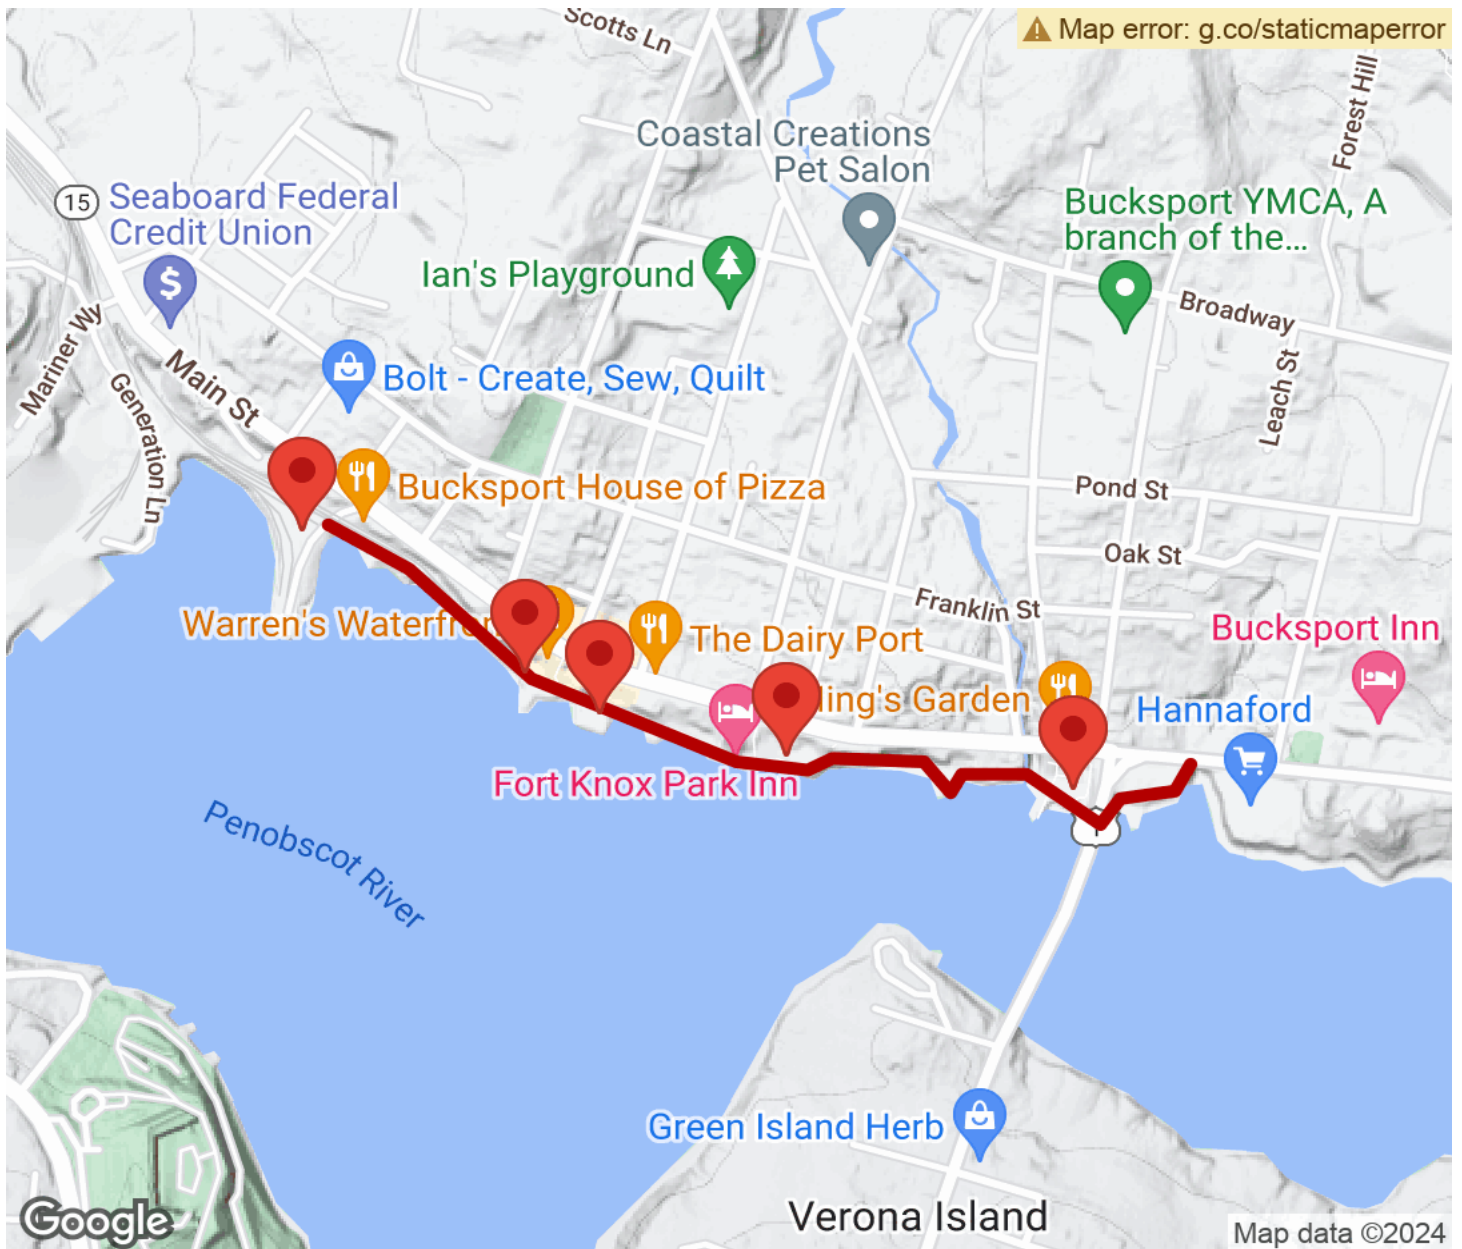 Scotts Ln
Map error: g.co/staticmaperror
Forest Hill
Coastal Creations
Pet Salon
15
Seaboard Federal
Credit Union
Bucksport YMCA, A
branch of the...
Ian's Playground
Broadway
Mariner Wy
Main St
Generation Ln
Bolt - Create, Sew, Quilt
Leach St
Bucksport House of Pizza
Pond St
Oak St
Franklin St
Warren's
The Dairy Port
Bucksport Inn
Garden
Hannaford
Fort Knox Park Inn
1
Penobscot River
Green Island Herb
Verona Island
Google
Map data ©2024